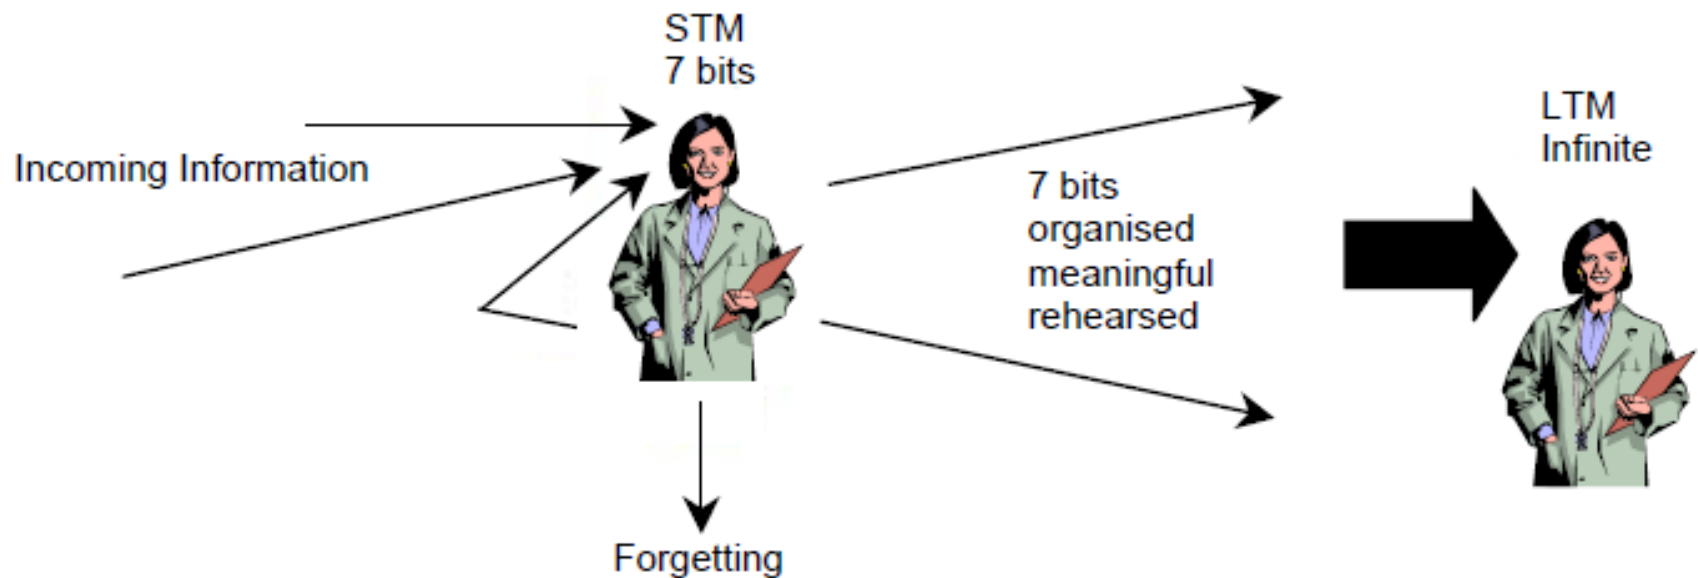 STM
7 bits
Incoming Information
7 bits
organised
meaningful
rehearsed
LTM
Infinite
Forgetting